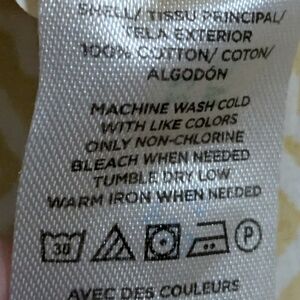 SHELL/ TISSU PRINCIPAL/
TELA EXTERIOR
100% COTTON/ COTON/
ALGODÓN
MACHINE WASH COLD
WITH LIKE COLORS
ONLY NON-CHLORINE
BLEACH WHEN NEEDED
TUMBLE DRY LOW
WARM IRON WHEN NEEDED
30 P
AVEC DES COULEURS